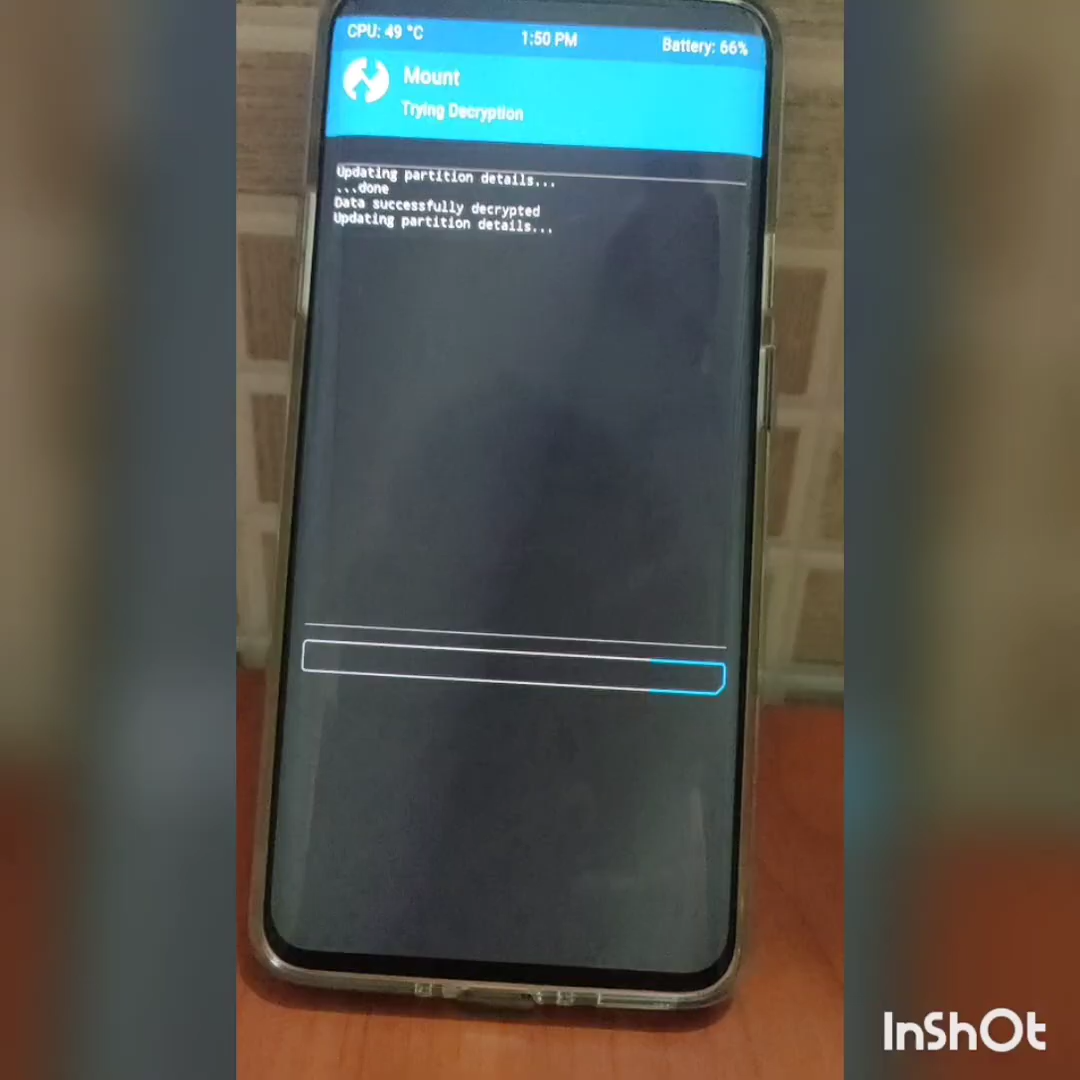 CPU: 49 °C 1:50 PM Battery: 66%
Mount
Trying Decryption
Updating partition details...
...done
Data successfully decrypted
Updating partition details...
InShOt